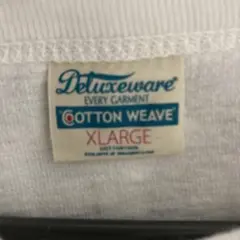 Deluxeware®
EVERY GARMENT
"COTTON WEAVE"
XLARGE